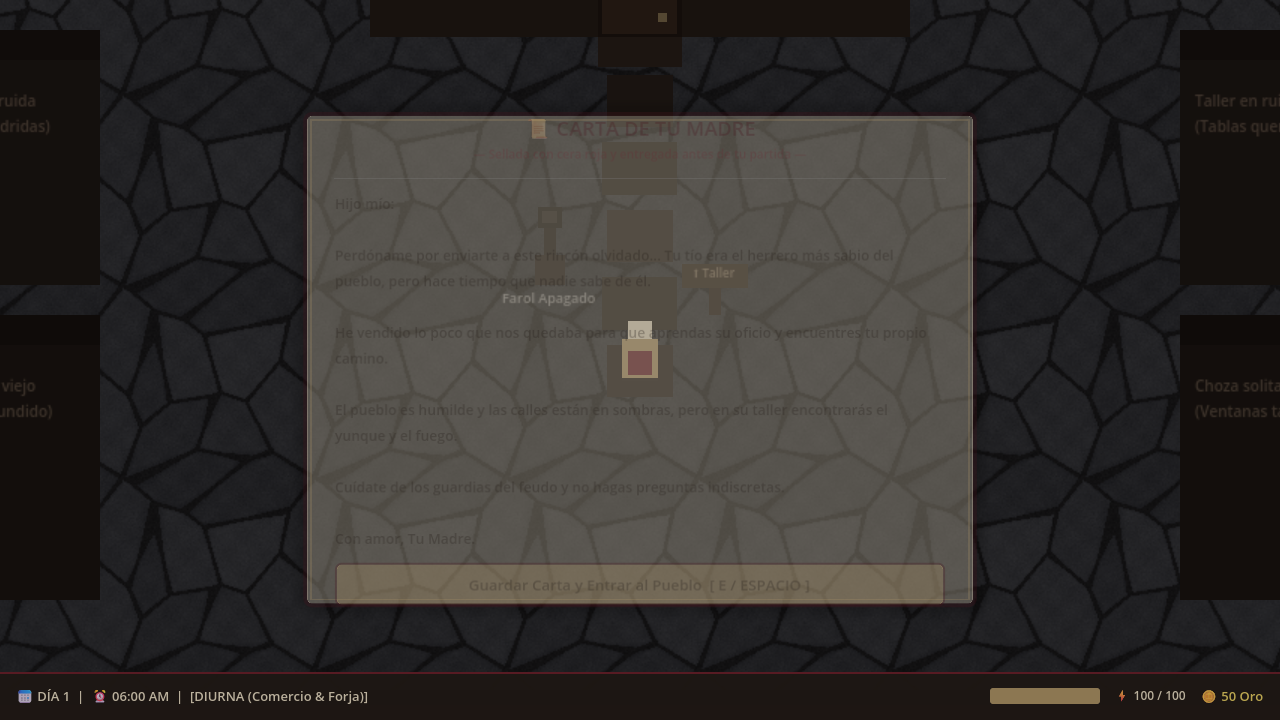 ruida
dridas)
Taller en rui
(Tablas que
CARTA DE TU MADRE
Hijo mío:
Perdóname por enviarte a este rincón olvidado... Tu tío era el herrero más sabio del
pueblo, pero hace tiempo que nadie sabe de él.
Taller
Farol Apagado
He vendido lo poco que nos quedaba para que aprendas su oficio y encuentres tu propio
camino.
viejo
undido)
Choza solita
(Ventanas ta
El pueblo es humilde y las calles están en sombras, pero en su taller encontrarás el
yunque y el fuego.
Cuídate de los guardias del feudo y no hagas preguntas indiscretas.
Con amor, Tu Madre.
Guardar Carta y Entrar al Pueblo [ E / ESPACIO ]
DÍA 1 | 06:00 AM | [DIURNA (Comercio & Forja)]
100 / 100
50 Oro